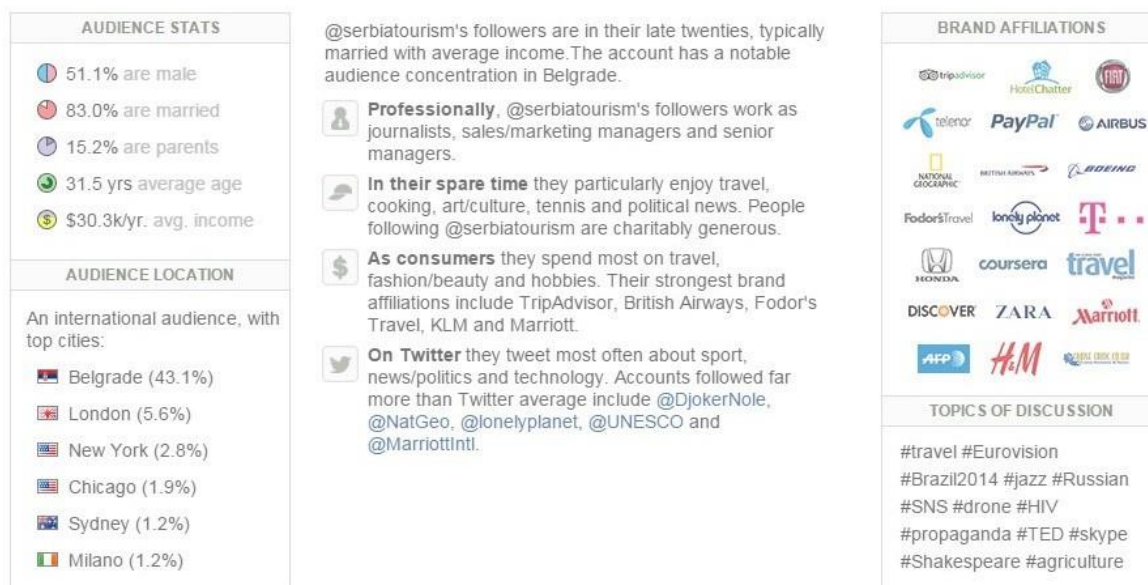 AUDIENCE STATS
51.1% are male
83.0% are married
15.2% are parents
31.5 yrs average age
$ $30.3k/yr. avg. income
AUDIENCE LOCATION
An international audience, with
top cities:
Belgrade (43.1%)
London (5.6%)
New York (2.8%)
Chicago (1.9%)
Sydney (1.2%)
Milano (1.2%)
@serbiatourism's followers are in their late twenties, typically
married with average income.The account has a notable
audience concentration in Belgrade.
Professionally, @serbiatourism's followers work as
journalists, sales/marketing managers and senior
managers.
In their spare time they particularly enjoy travel,
cooking, art/culture, tennis and political news. People
following @serbiatourism are charitably generous.
$
As consumers they spend most on travel,
fashion/beauty and hobbies. Their strongest brand
affiliations include TripAdvisor, British Airways, Fodor's
Travel, KLM and Marriott.
On Twitter they tweet most often about sport,
news/politics and technology. Accounts followed far
more than Twitter average include @DjokerNole,
@NatGeo, @lonelyplanet, @UNESCO and
@MarriottIntl.
BRAND AFFILIATIONS
tripadvisor HotelChatter FIAT
telenor PayPal AIRBUS
NATIONAL GEOGRAPHIC BRITISH AIRWAYS BOEING
Fodor'sTravel lonely planet T
HONDA coursera travel
DISCOVER ZARA Marriott
AFP H&M
TOPICS OF DISCUSSION
#travel #Eurovision
#Brazil2014 #jazz #Russian
#SNS #drone #HIV
#propaganda #TED #skype
#Shakespeare #agriculture